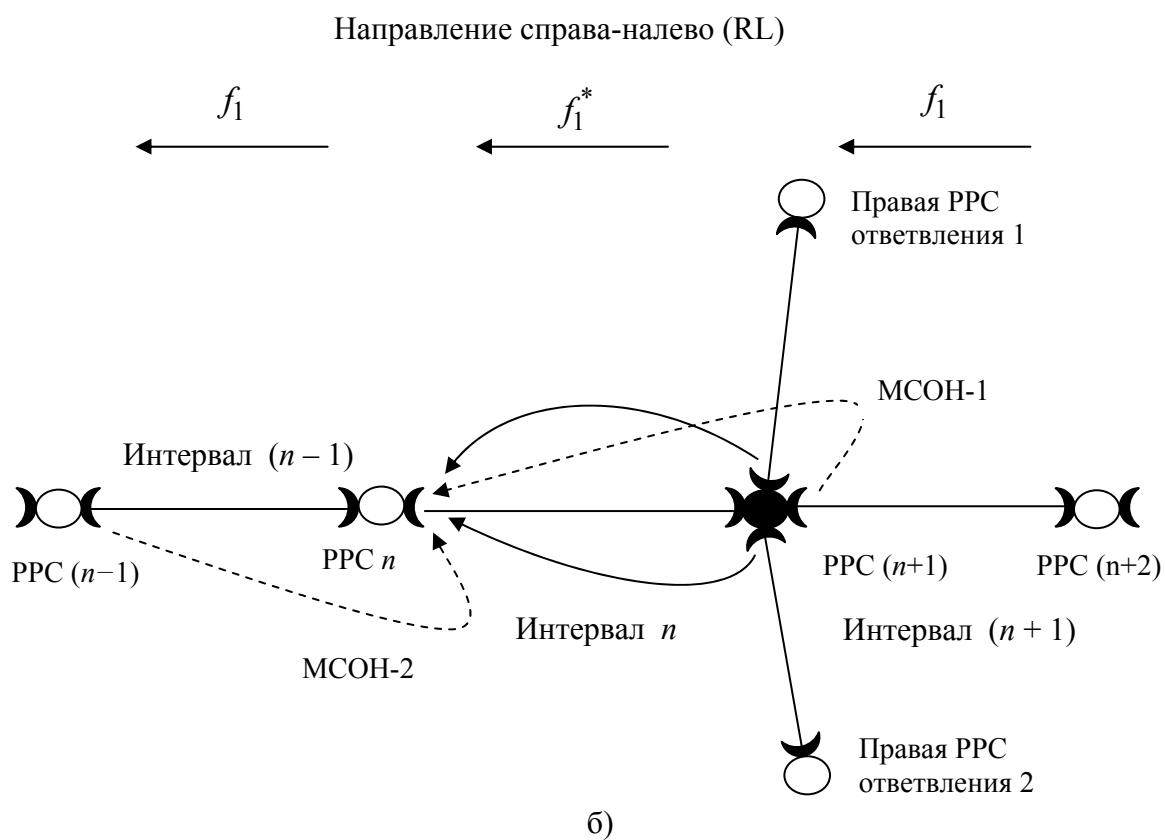 Направление справа-налево (RL)
f₁ f₁* f₁
Правая РРС
ответвления 1
МСОН-1
Интервал (n – 1)
РРС (n−1)
РРС n
РРС (n+1)
РРС (n+2)
Интервал n
Интервал (n + 1)
МСОН-2
Правая РРС
ответвления 2
б)